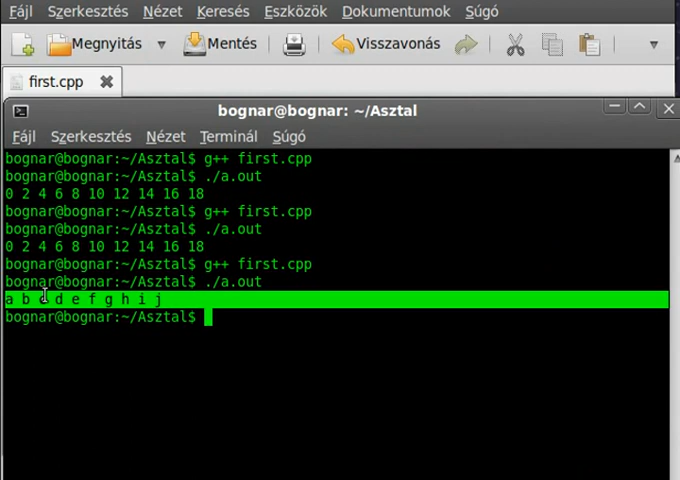 Fájl Szerkesztés Nézet Keresés Eszközök Dokumentumok Súgó
Megnyitás Mentés Visszavonás
first.cpp
bognar@bognar: ~/Asztal
Fájl Szerkesztés Nézet Terminál Súgó
bognar@bognar:~/Asztal$ g++ first.cpp
bognar@bognar:~/Asztal$ ./a.out
0 2 4 6 8 10 12 14 16 18
bognar@bognar:~/Asztal$ g++ first.cpp
bognar@bognar:~/Asztal$ ./a.out
0 2 4 6 8 10 12 14 16 18
bognar@bognar:~/Asztal$ g++ first.cpp
bognar@bognar:~/Asztal$ ./a.out
a b c d e f g h i j
bognar@bognar:~/Asztal$